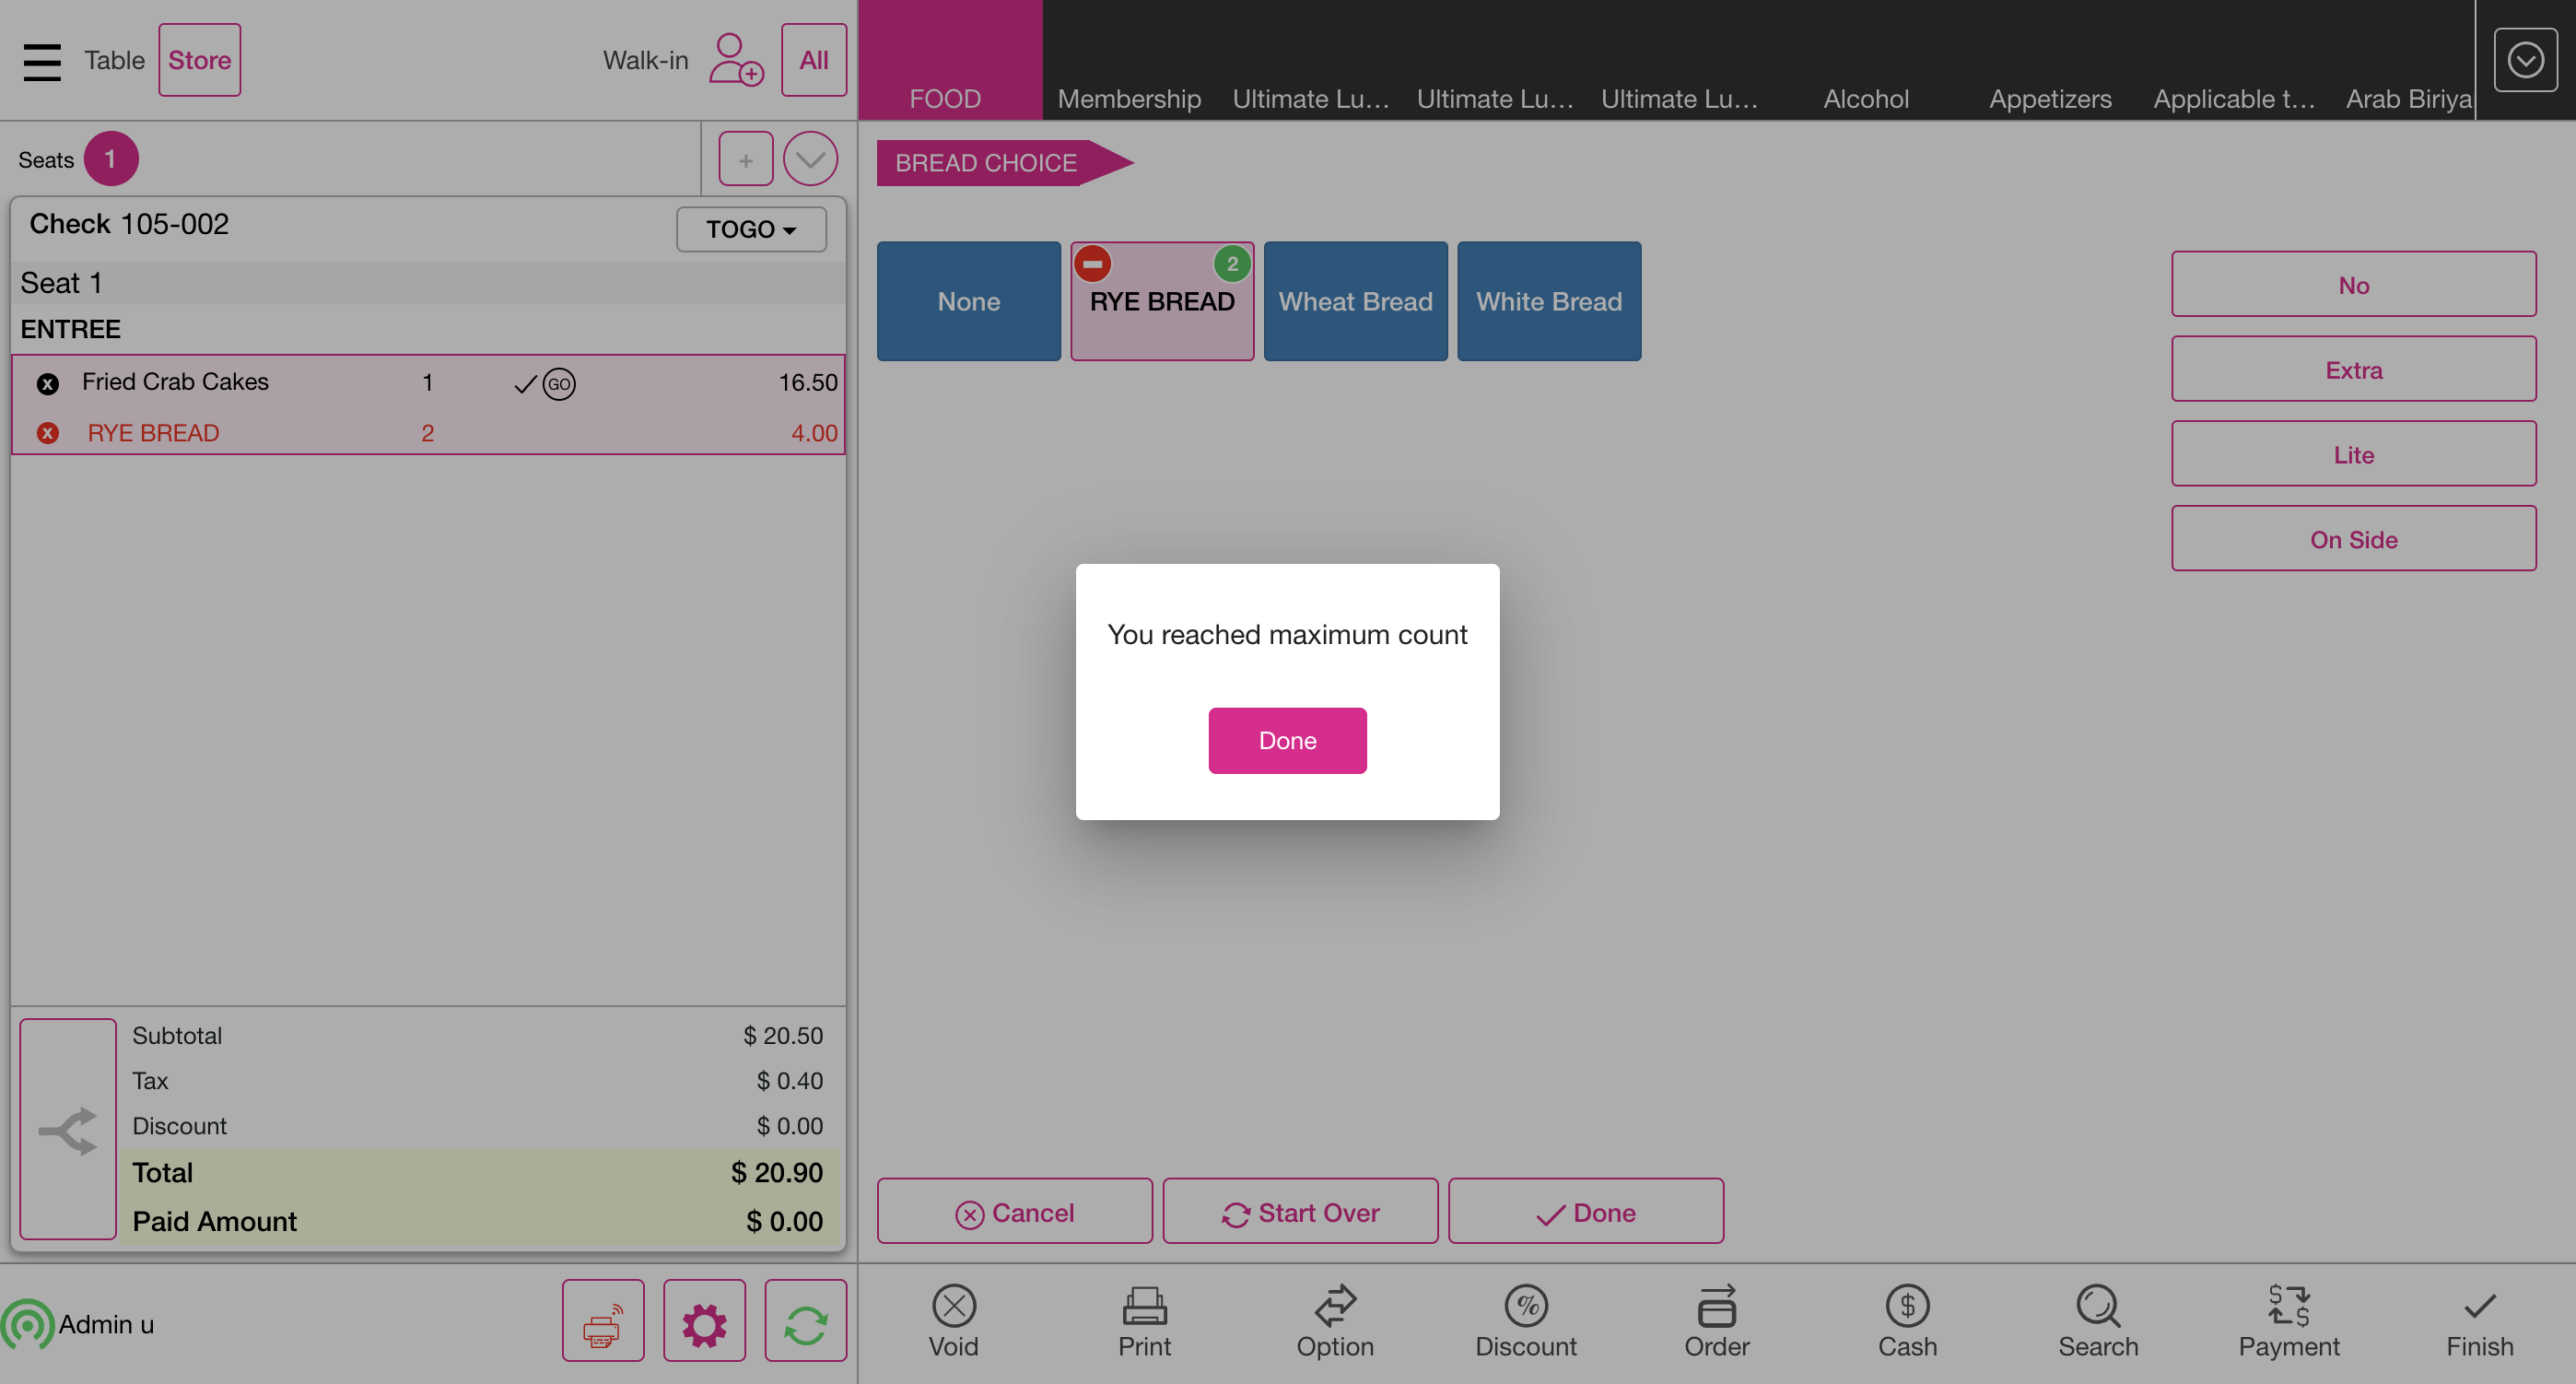 Table Store Walk-in All
FOOD Membership Ultimate Lu... Ultimate Lu... Ultimate Lu... Alcohol Appetizers Applicable t... Arab Biriya
Seats 1 +
Check 105-002 TOGO
Seat 1
ENTREE
x Fried Crab Cakes 1 GO 16.50
x RYE BREAD 2 4.00
Subtotal $ 20.50
Tax $ 0.40
Discount $ 0.00
Total $ 20.90
Paid Amount $ 0.00
Admin u
BREAD CHOICE
None
2
RYE BREAD
Wheat Bread
White Bread
No
Extra
Lite
On Side
You reached maximum count
Done
Cancel Start Over Done
Void Print Option Discount Order Cash Search Payment Finish